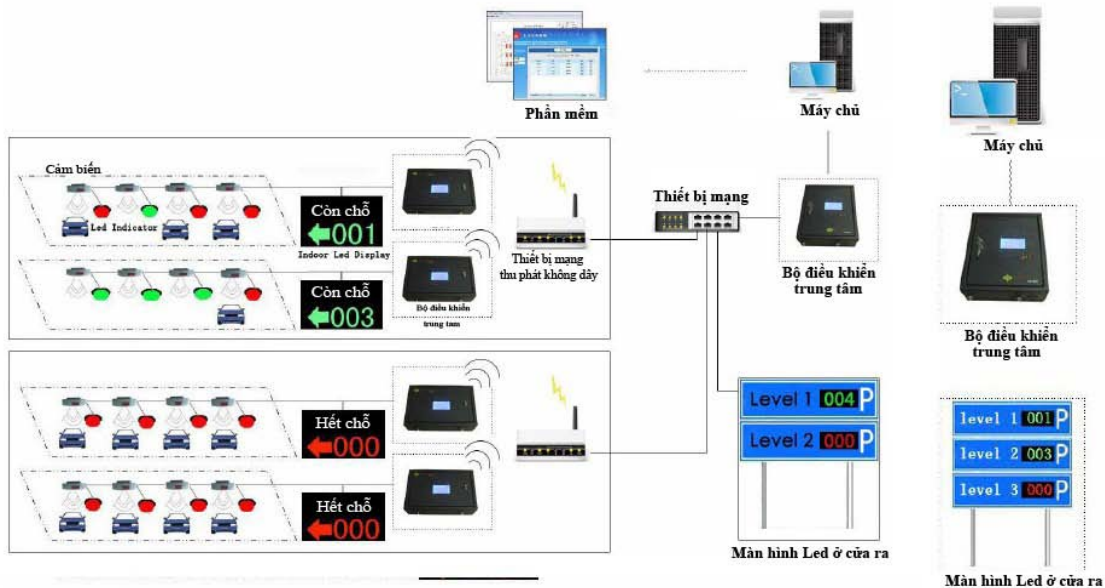 Phần mềm
Máy chủ
Máy chủ
Cảm biến
Led Indicator
Còn chỗ
001
Indoor Led Display
Còn chỗ
003
Bộ điều khiển
trung tam
Thiết bị mạng
thu phát không dây
Thiết bị mạng
Bộ điều khiển
trung tâm
Bộ điều khiển
trung tâm
Hết chỗ
000
Hết chỗ
000
Level 1 004 P
Level 2 000 P
Màn hình Led ở cửa ra
level 1 001 P
level 2 003 P
level 3 000 P
Màn hình Led ở cửa ra